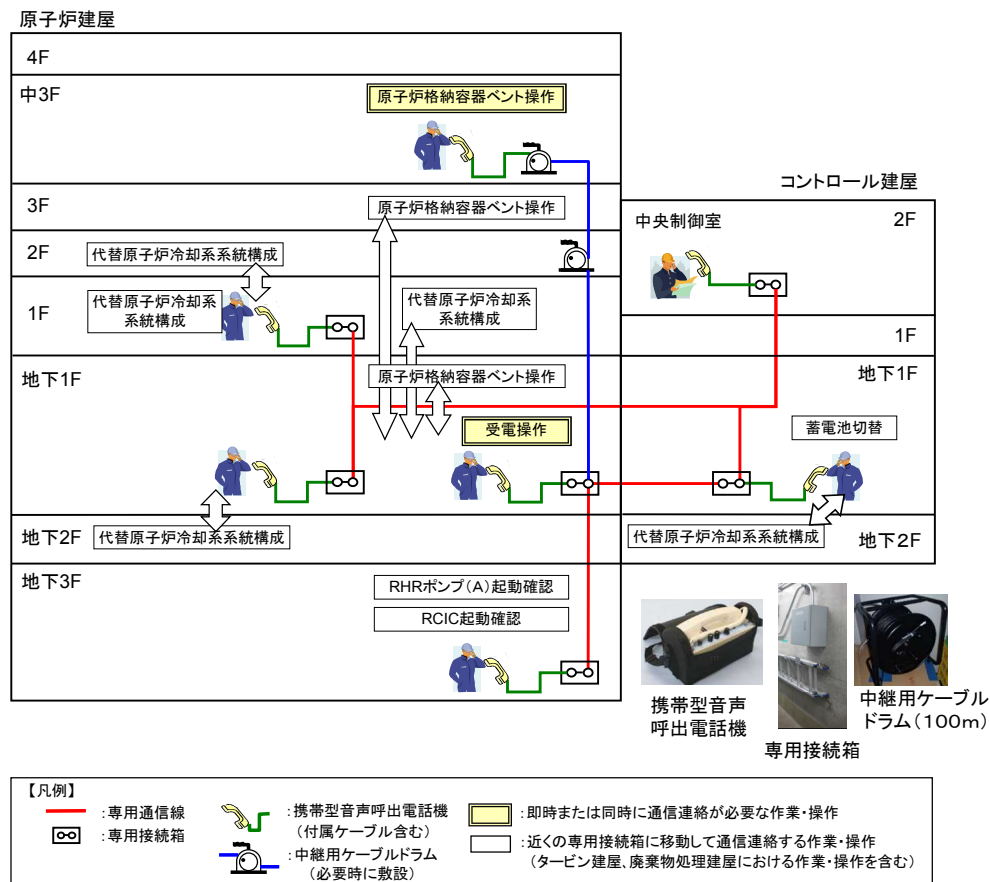 原子炉建屋
4F
中3F
原子炉格納容器ベント操作
3F
原子炉格納容器ベント操作
2F
代替原子炉冷却系系統構成
1F
代替原子炉冷却系
系統構成
代替原子炉冷却系
系統構成
地下1F
原子炉格納容器ベント操作
受電操作
地下2F
代替原子炉冷却系系統構成
地下3F
RHRポンプ(A)起動確認
RCIC起動確認
コントロール建屋
中央制御室
2F
1F
地下1F
蓄電池切替
代替原子炉冷却系系統構成
地下2F
携帯型音声
呼出電話機
専用接続箱
中継用ケーブル
ドラム(100m)
【凡例】
:専用通信線
:専用接続箱
:携帯型音声呼出電話機
(付属ケーブル含む)
:中継用ケーブルドラム
(必要時に敷設)
:即時または同時に通信連絡が必要な作業・操作
:近くの専用接続箱に移動して通信連絡する作業・操作
(タービン建屋、廃棄物処理建屋における作業・操作を含む)